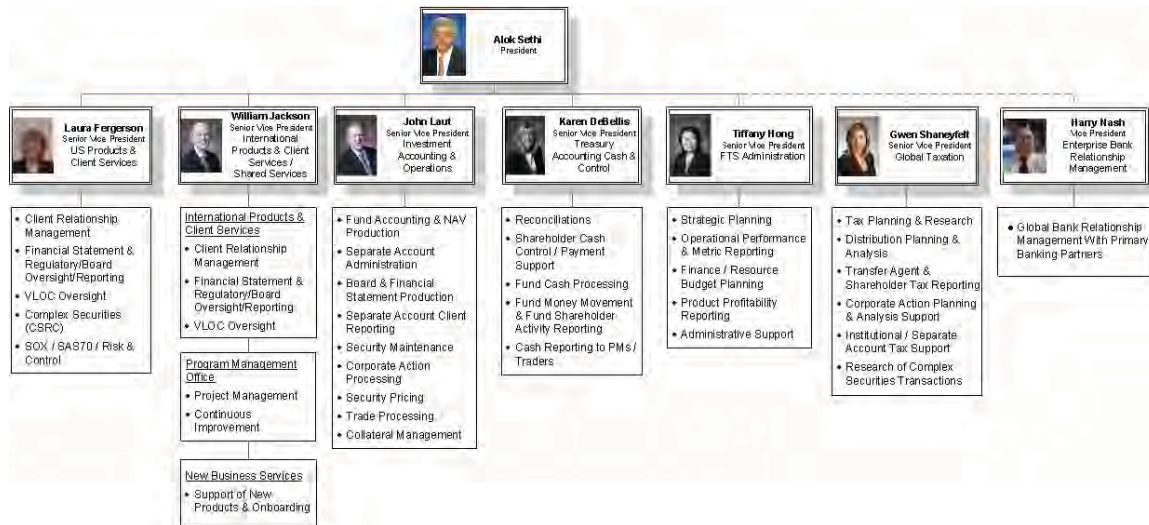 Alok Sethi
President
Laura Fergerson
Senior Vice President
US Products &
Client Services
William Jackson
Senior Vice President
International
Products & Client
Services /
Shared Services
John Laut
Senior Vice President
Investment
Accounting &
Operations
Karen DeBellis
Senior Vice President
Treasury
Accounting Cash &
Control
Tiffany Hong
Senior Vice President
FTS Administration
Gwen Shaneyfelt
Senior Vice President
Global Taxation
Harry Nash
Vice President
Enterprise Bank
Relationship
Management
• Client Relationship
Management
• Financial Statement &
Regulatory/Board
Oversight/Reporting
• VLOC Oversight
• Complex Securities
(CSRC)
• SOX / SAS70 / Risk &
Control
International Products &
Client Services
• Client Relationship
Management
• Financial Statement &
Regulatory/Board
Oversight/Reporting
• VLOC Oversight
Program Management
Office
• Project Management
• Continuous
Improvement
New Business Services
• Support of New
Products & Onboarding
• Fund Accounting & NAV
Production
• Separate Account
Administration
• Board & Financial
Statement Production
• Separate Account Client
Reporting
• Security Maintenance
• Corporate Action
Processing
• Security Pricing
• Trade Processing
• Collateral Management
• Reconciliations
• Shareholder Cash
Control / Payment
Support
• Fund Cash Processing
• Fund Money Movement
& Fund Shareholder
Activity Reporting
• Cash Reporting to PMs /
Traders
• Strategic Planning
• Operational Performance
& Metric Reporting
• Finance / Resource
Budget Planning
• Product Profitability
Reporting
• Administrative Support
• Tax Planning & Research
• Distribution Planning &
Analysis
• Transfer Agent &
Shareholder Tax Reporting
• Corporate Action Planning
& Analysis Support
• Institutional / Separate
Account Tax Support
• Research of Complex
Securities Transactions
• Global Bank Relationship
Management With Primary
Banking Partners